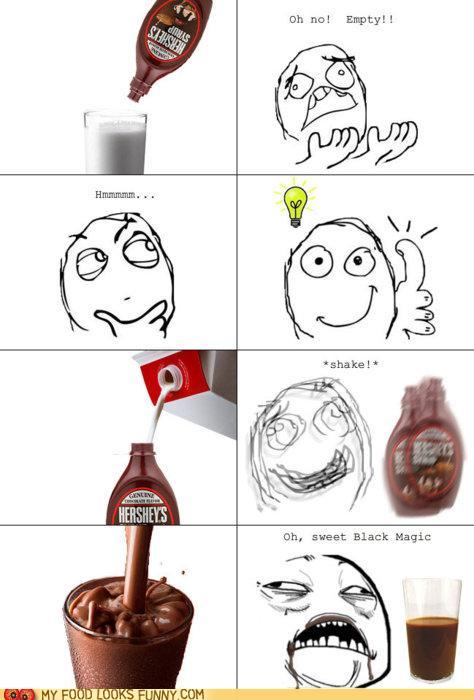 HERSHEY'S
SYRUP
Oh no!  Empty!!
Hmmmmm...
GENUINE
CHOCOLATE FLAVOR
HERSHEY'S
*shake!*
HERSHEY'S
Oh, sweet Black Magic
MY FOOD LOOKS FUNNY.COM